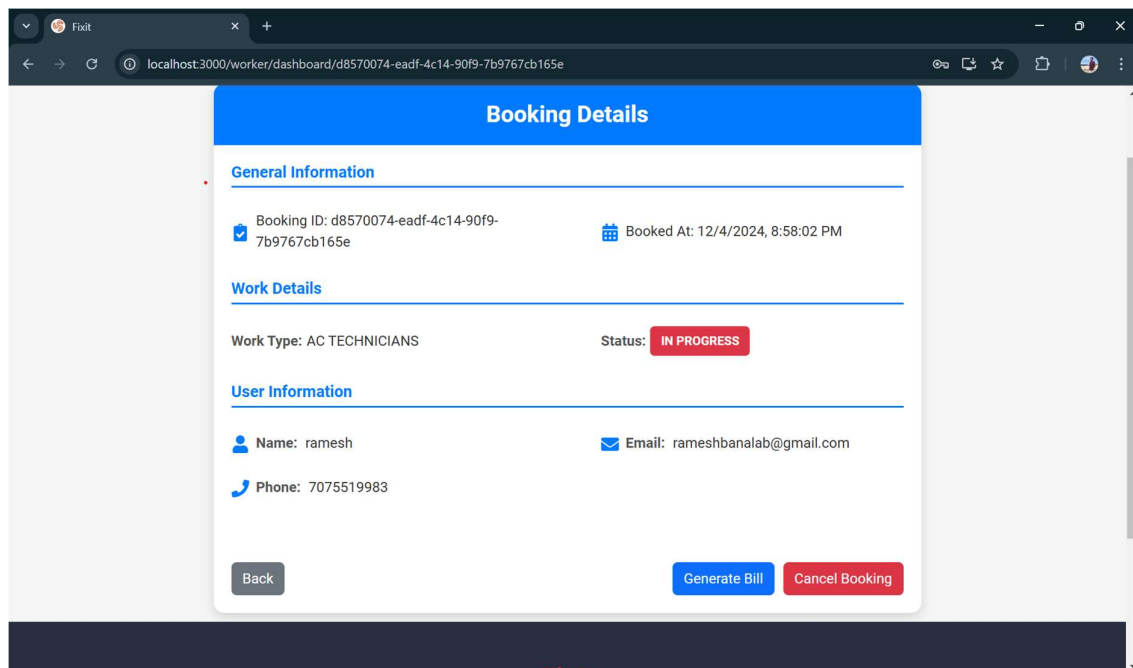 Fixit
localhost:3000/worker/dashboard/d8570074-eadf-4c14-90f9-7b9767cb165e
Booking Details
General Information
Booking ID: d8570074-eadf-4c14-90f9-
7b9767cb165e
Booked At: 12/4/2024, 8:58:02 PM
Work Details
Work Type: AC TECHNICIANS
Status: IN PROGRESS
User Information
Name: ramesh
Email: rameshbanalab@gmail.com
Phone: 7075519983
Back
Generate Bill
Cancel Booking